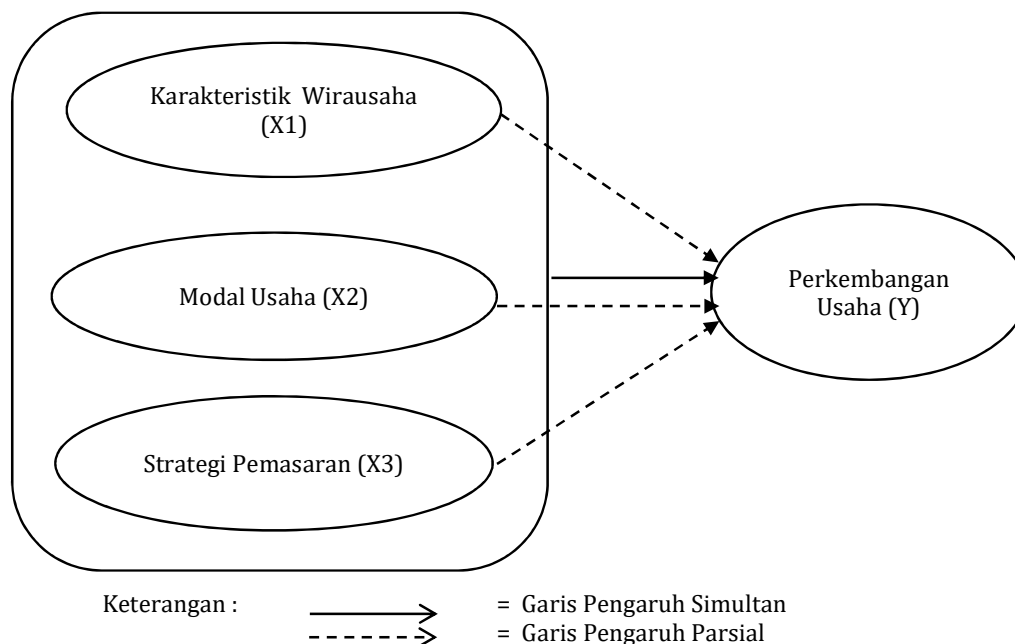 Karakteristik Wirausaha
(X1)
Modal Usaha (X2)
Strategi Pemasaran (X3)
Perkembangan
Usaha (Y)
Keterangan :
= Garis Pengaruh Simultan
= Garis Pengaruh Parsial